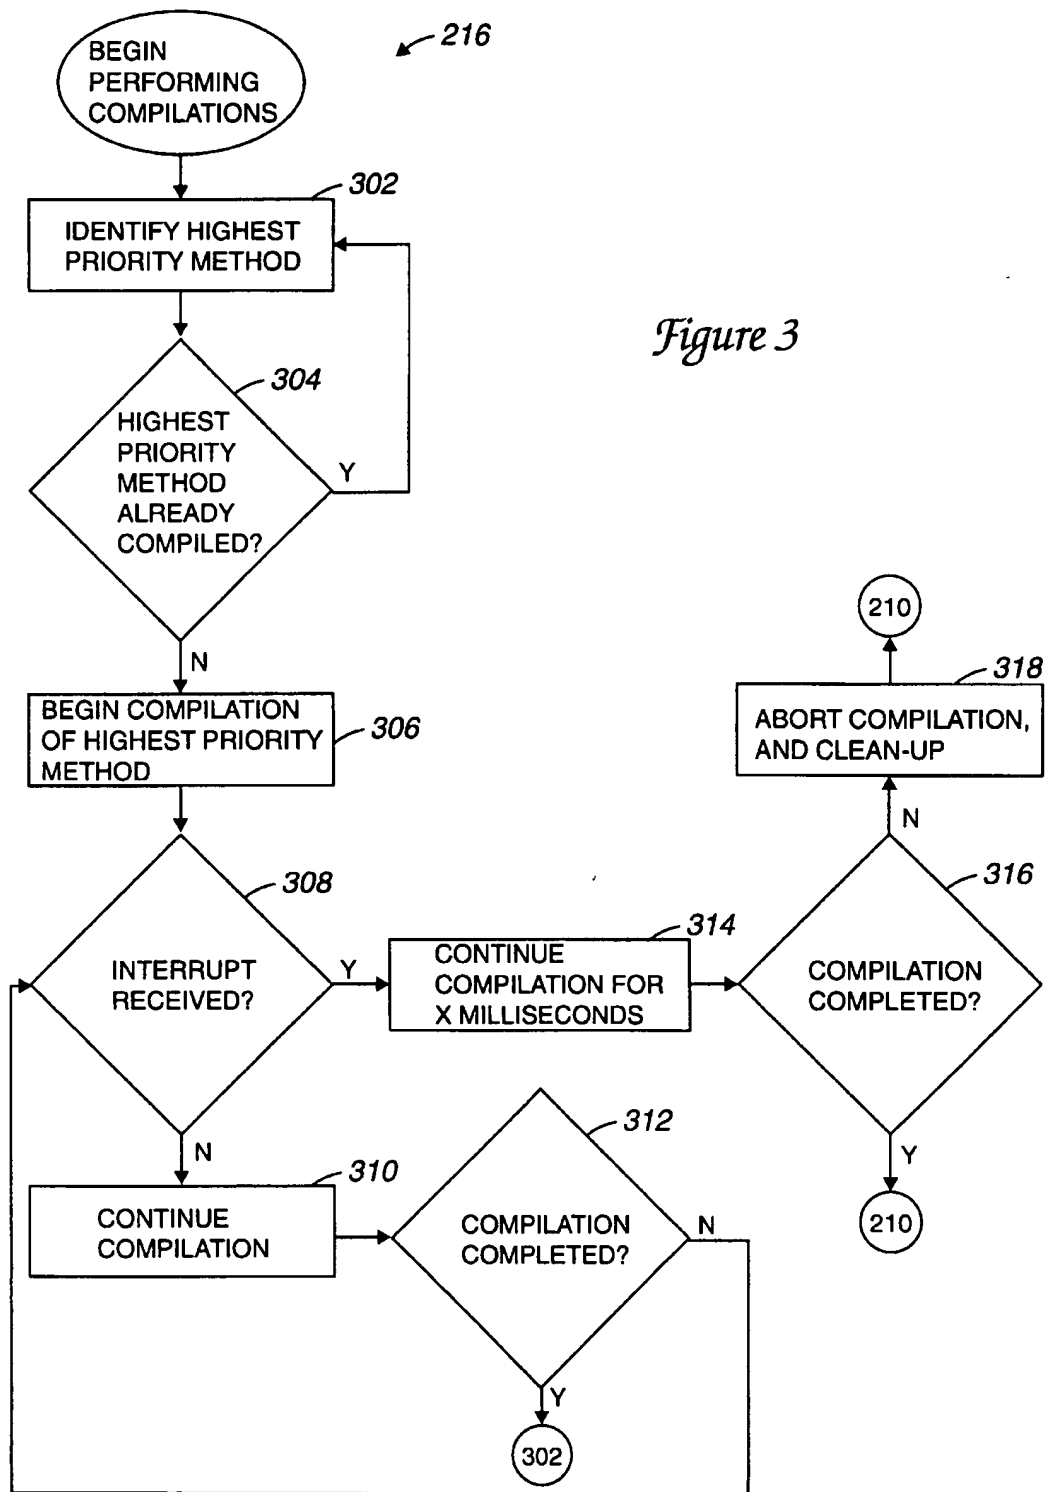 BEGIN
PERFORMING
COMPILATIONS
216
302
IDENTIFY HIGHEST
PRIORITY METHOD
Figure 3
304
HIGHEST
PRIORITY
METHOD
ALREADY
COMPILED?
Y
N
210
318
ABORT COMPILATION,
AND CLEAN-UP
N
306
BEGIN COMPILATION
OF HIGHEST PRIORITY
METHOD
308
INTERRUPT
RECEIVED?
Y
314
CONTINUE
COMPILATION FOR
X MILLISECONDS
316
COMPILATION
COMPLETED?
Y
210
N
310
CONTINUE
COMPILATION
312
COMPILATION
COMPLETED?
N
Y
302